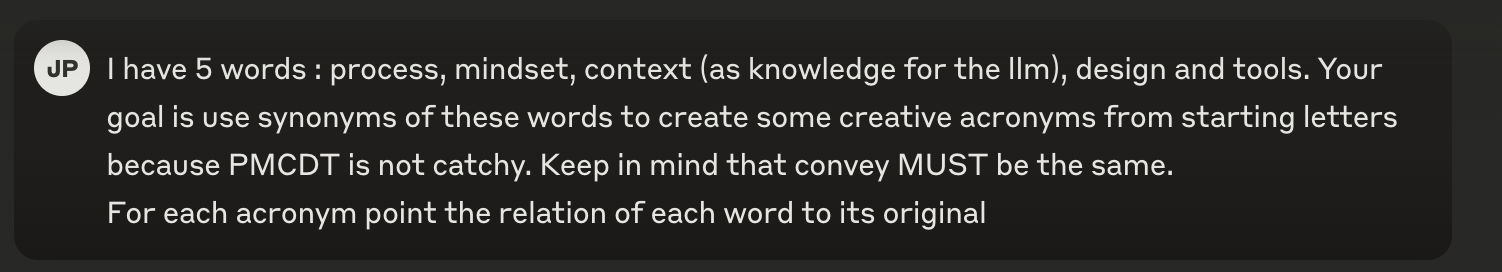 JP
I have 5 words : process, mindset, context (as knowledge for the llm), design and tools. Your
goal is use synonyms of these words to create some creative acronyms from starting letters
because PMCDT is not catchy. Keep in mind that convey MUST be the same.
For each acronym point the relation of each word to its original